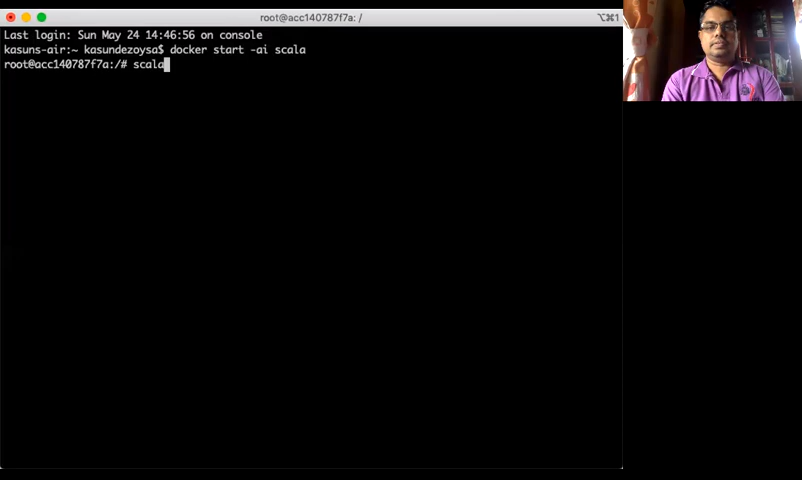 root@acc140787f7a: /
⌥⌘1
Last login: Sun May 24 14:46:56 on console
kasuns-air:~ kasundezoysa$ docker start -ai scala
root@acc140787f7a:/# scala